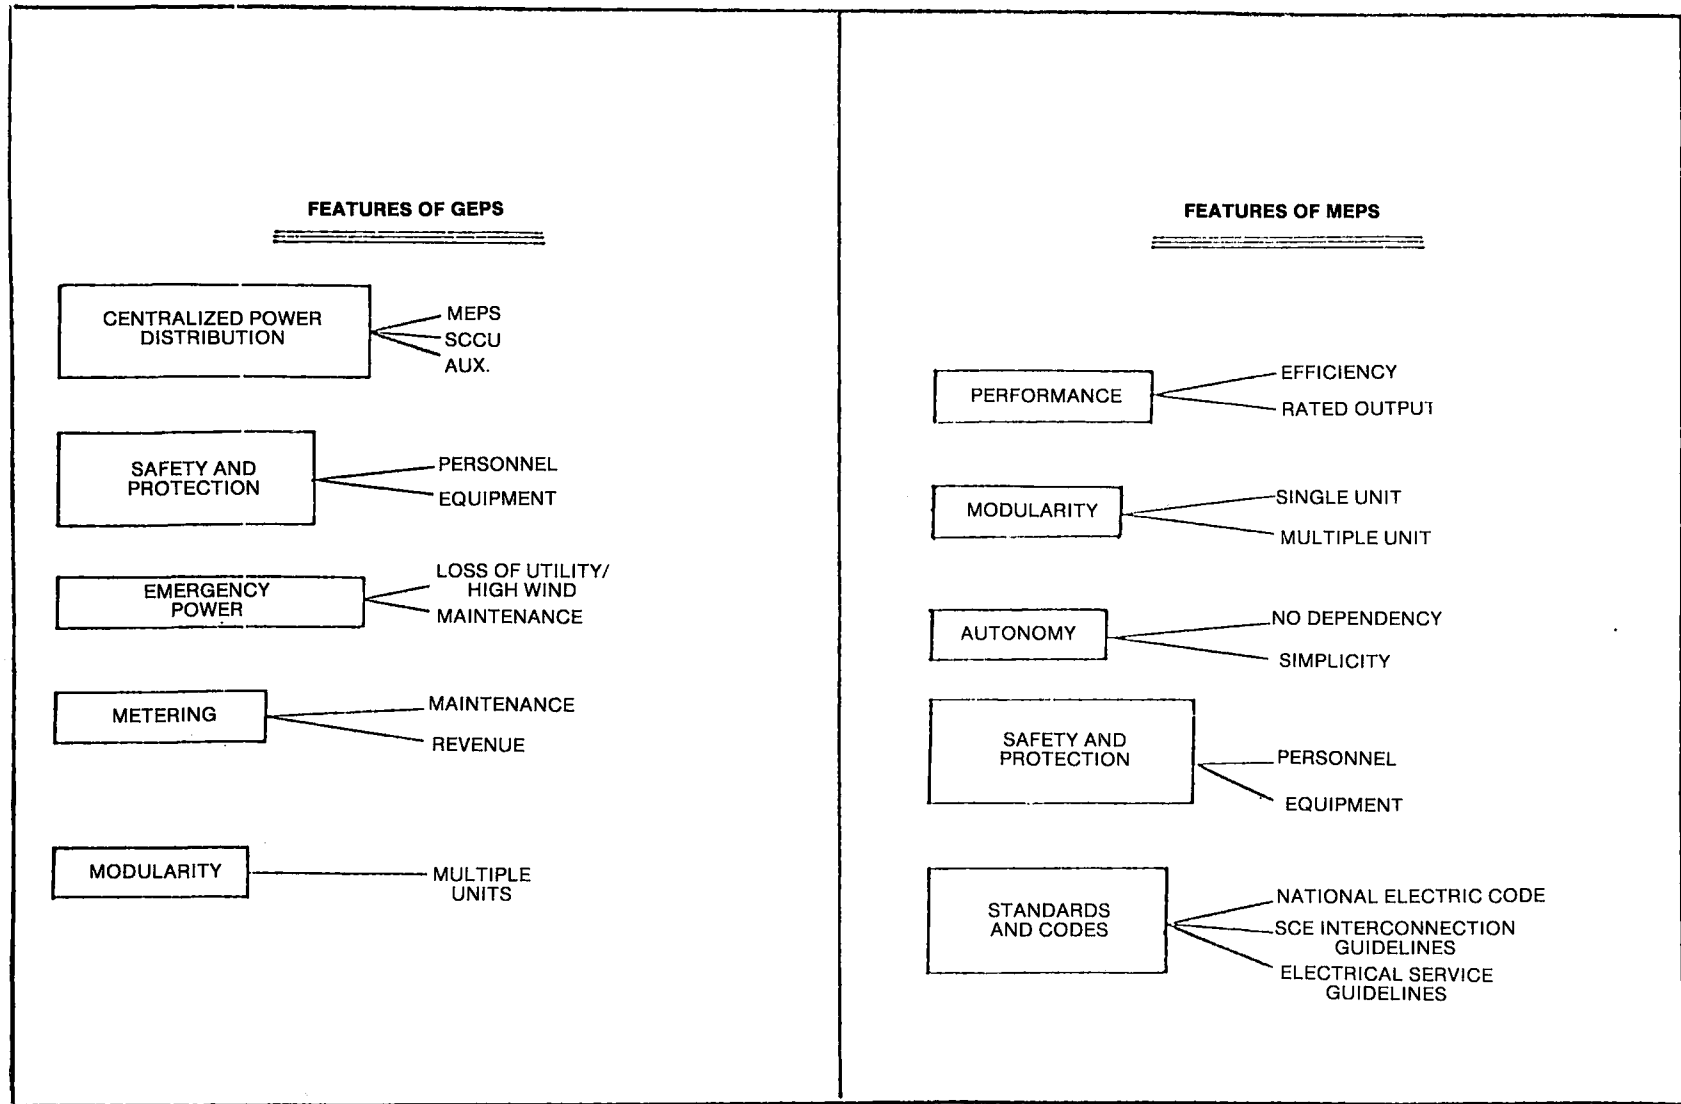 FEATURES OF GEPS
CENTRALIZED POWER
DISTRIBUTION
MEPS
SCCU
AUX.
SAFETY AND
PROTECTION
PERSONNEL
EQUIPMENT
EMERGENCY
POWER
LOSS OF UTILITY/
HIGH WIND
MAINTENANCE
METERING
MAINTENANCE
REVENUE
MODULARITY
MULTIPLE
UNITS
FEATURES OF MEPS
PERFORMANCE
EFFICIENCY
RATED OUTPUT
MODULARITY
SINGLE UNIT
MULTIPLE UNIT
AUTONOMY
NO DEPENDENCY
SIMPLICITY
SAFETY AND
PROTECTION
PERSONNEL
EQUIPMENT
STANDARDS
AND CODES
NATIONAL ELECTRIC CODE
SCE INTERCONNECTION
GUIDELINES
ELECTRICAL SERVICE
GUIDELINES